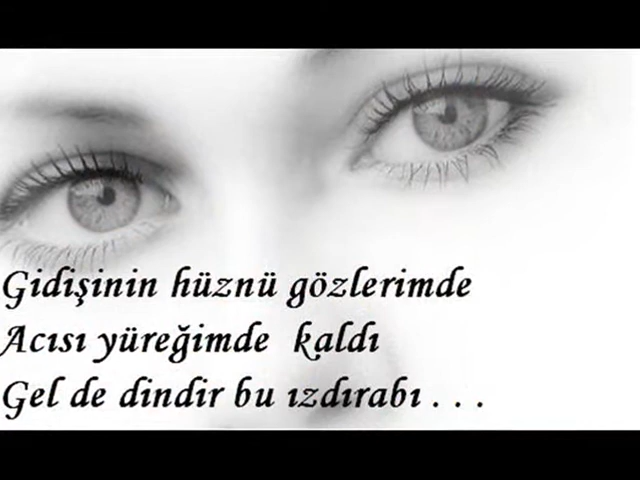 Gidişinin hüznü gözlerimde
Acısı yüreğimde kaldı
Gel de dindir bu ızdırabı . . .